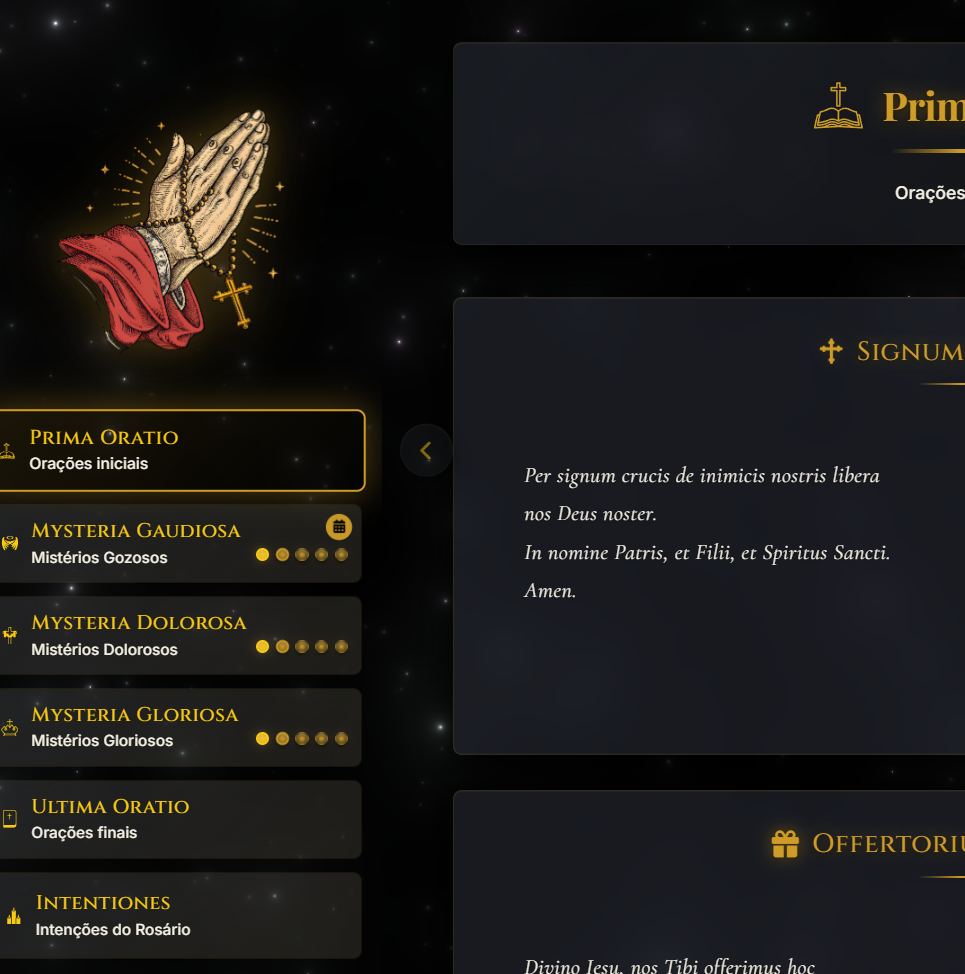 Prima Oratio
Orações iniciais
Mysteria Gaudiosa
Mistérios Gozosos
Mysteria Dolorosa
Mistérios Dolorosos
Mysteria Gloriosa
Mistérios Gloriosos
Ultima Oratio
Orações finais
Intentiones
Intenções do Rosário
Prim
Orações
Signum
Per signum crucis de inimicis nostris libera
nos Deus noster.
In nomine Patris, et Filii, et Spiritus Sancti.
Amen.
Offertoriu
Divino Iesu, nos Tibi offerimus hoc